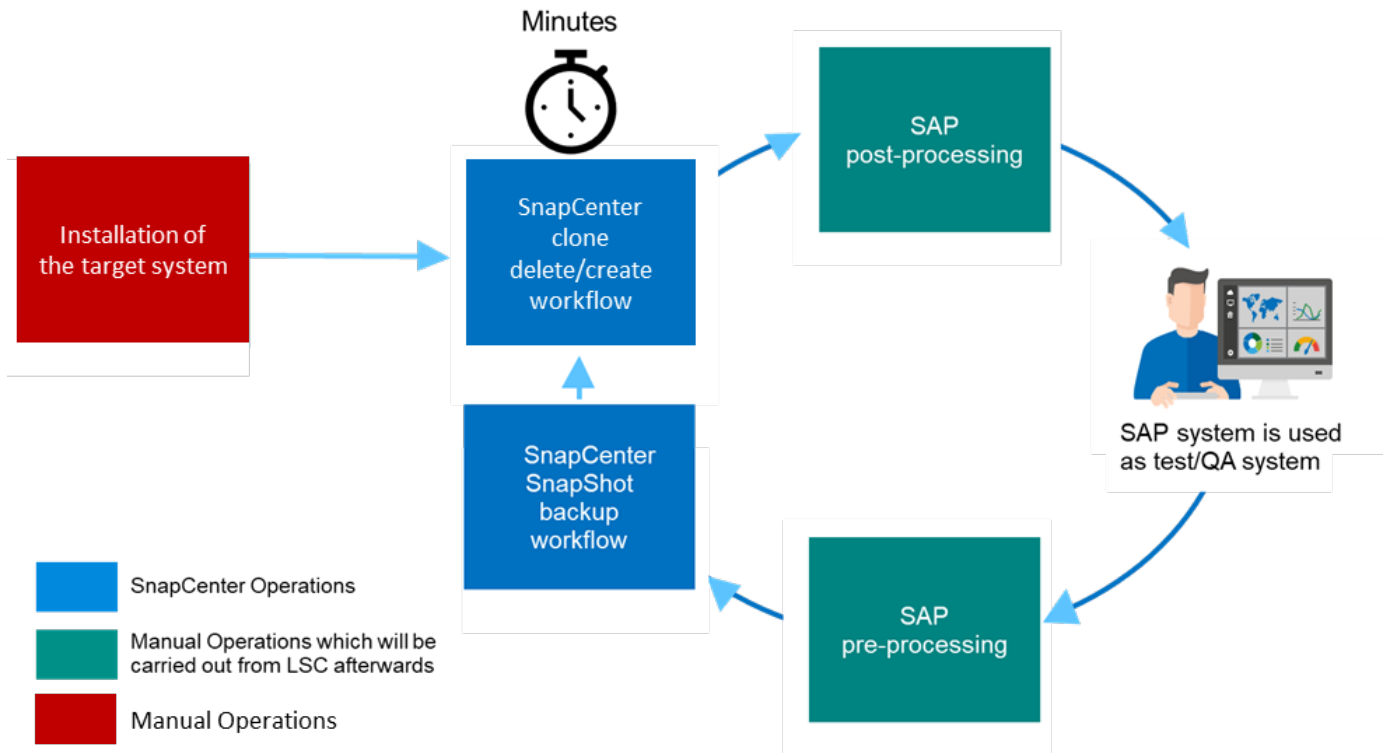 Minutes
Installation of
the target system
SnapCenter
clone
delete/create
workflow
SAP
post-processing
SAP system is used
as test/QA system
SnapCenter
SnapShot
backup
workflow
SAP
pre-processing
SnapCenter Operations
Manual Operations which will be
carried out from LSC afterwards
Manual Operations